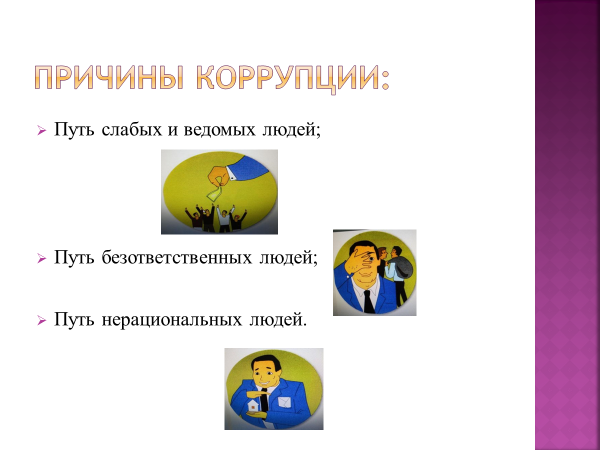 ПРИЧИНЫ КОРРУПЦИИ:
Путь слабых и ведомых людей;
Путь безответственных людей;
Путь нерациональных людей.